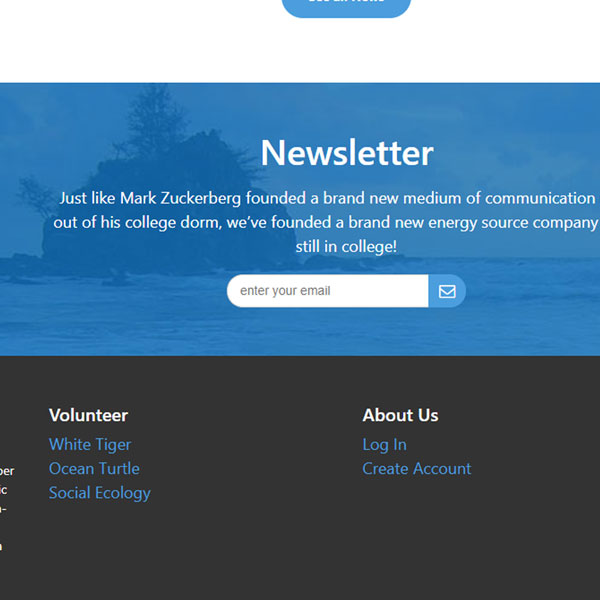 Newsletter
Just like Mark Zuckerberg founded a brand new medium of communication
out of his college dorm, we’ve founded a brand new energy source company
still in college!
enter your email
Volunteer
About Us
White Tiger
Log In
Ocean Turtle
Create Account
Social Ecology